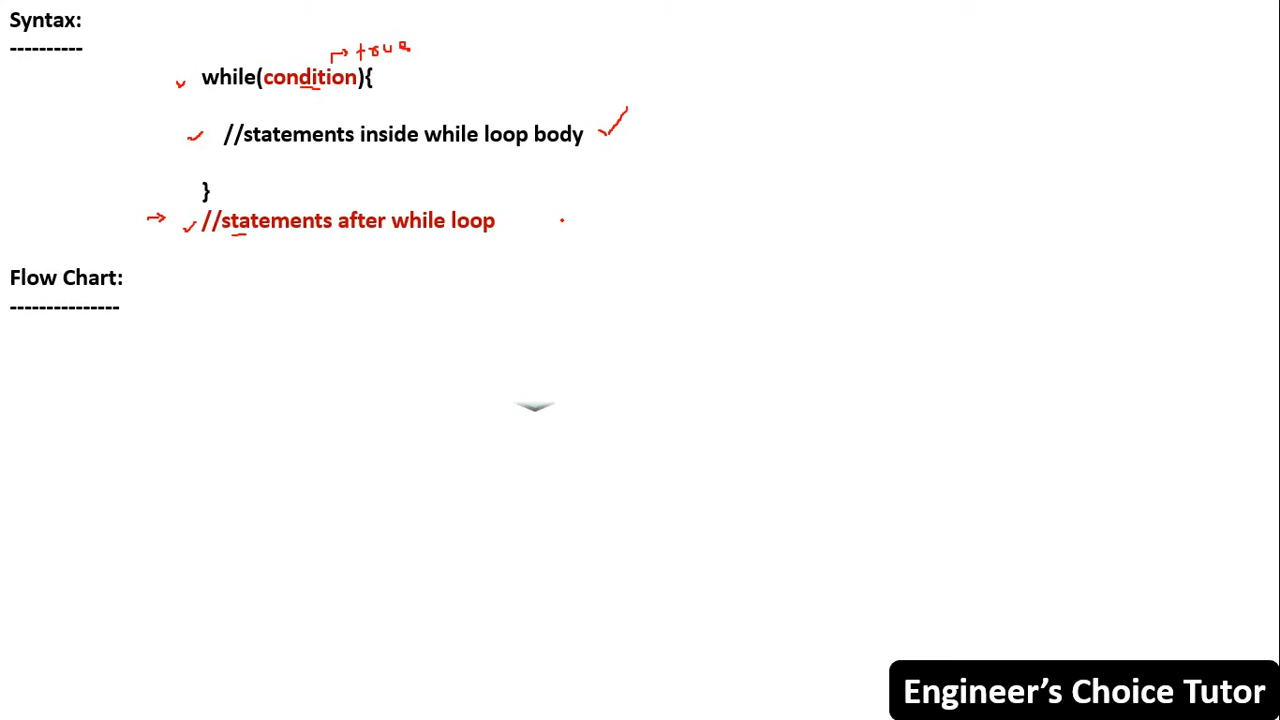 Syntax:
----------
true
while(condition){
//statements inside while loop body
}
//statements after while loop
Flow Chart:
---------------
Engineer’s Choice Tutor